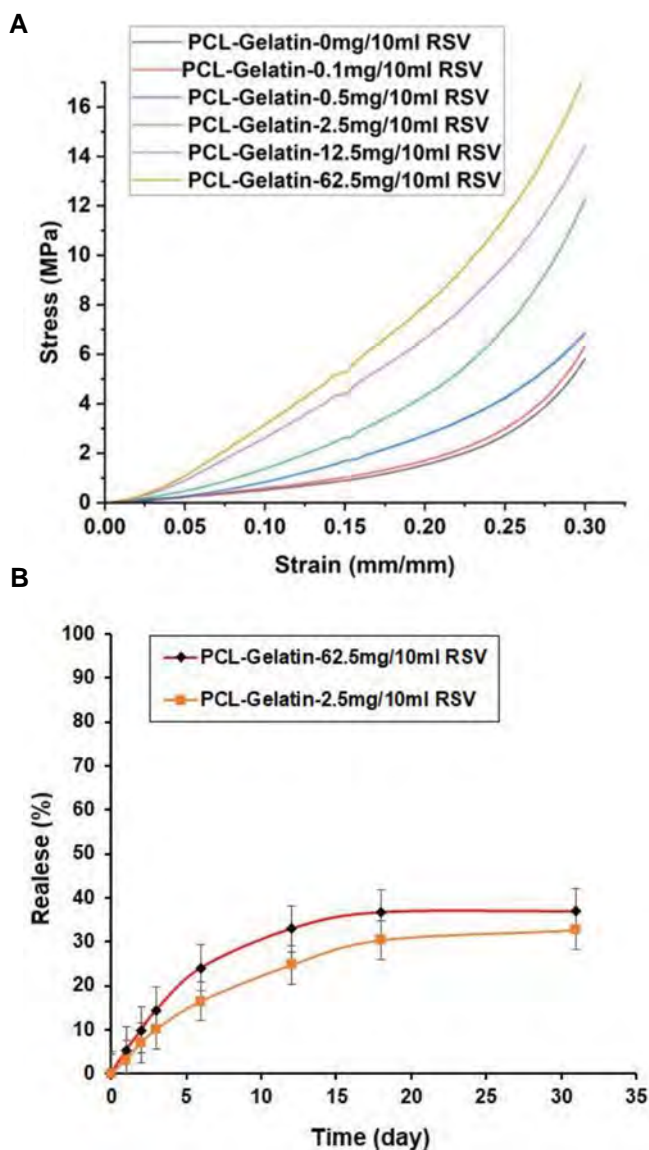 A
PCL-Gelatin-0mg/10ml RSV
PCL-Gelatin-0.1mg/10ml RSV
PCL-Gelatin-0.5mg/10ml RSV
PCL-Gelatin-2.5mg/10ml RSV
PCL-Gelatin-12.5mg/10ml RSV
PCL-Gelatin-62.5mg/10ml RSV
16
14
12
10
8
6
4
2
0
Stress (MPa)
0.00 0.05 0.10 0.15 0.20 0.25 0.30
Strain (mm/mm)
B
PCL-Gelatin-62.5mg/10ml RSV
PCL-Gelatin-2.5mg/10ml RSV
100
90
80
70
60
50
40
30
20
10
0
Realese (%)
0 5 10 15 20 25 30 35
Time (day)